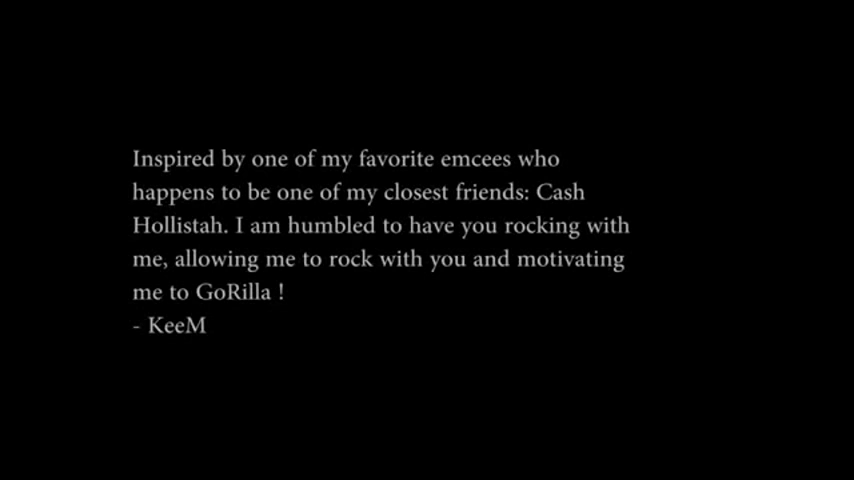 Inspired by one of my favorite emcees who
happens to be one of my closest friends: Cash
Hollistah. I am humbled to have you rocking with
me, allowing me to rock with you and motivating
me to GoRilla !
- KeeM